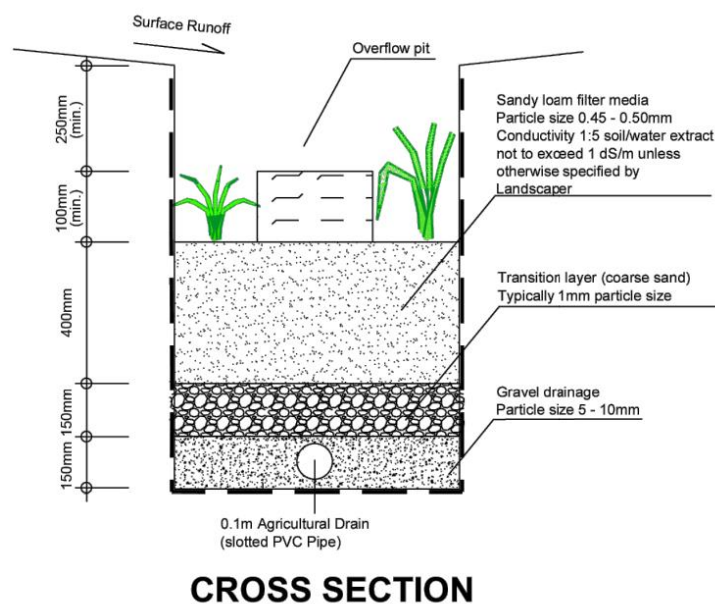 Surface Runoff
Overflow pit
250mm
(min.)
100mm
(min.)
400mm
150mm
150mm
Sandy loam filter media
Particle size 0.45 - 0.50mm
Conductivity 1:5 soil/water extract
not to exceed 1 dS/m unless
otherwise specified by
Landscaper
Transition layer (coarse sand)
Typically 1mm particle size
Gravel drainage
Particle size 5 - 10mm
0.1m Agricultural Drain
(slotted PVC Pipe)
CROSS SECTION